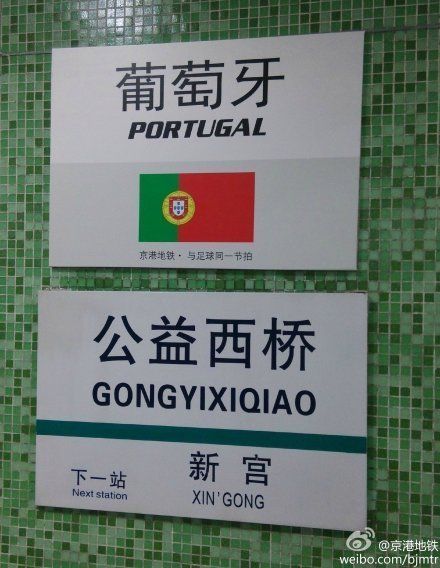 葡萄牙
PORTUGAL
京港地铁·与足球同一节拍
公益西桥
GONGYIXIQIAO
下一站
Next station
新宫
XIN'GONG
@京港地铁
weibo.com/bjmtr